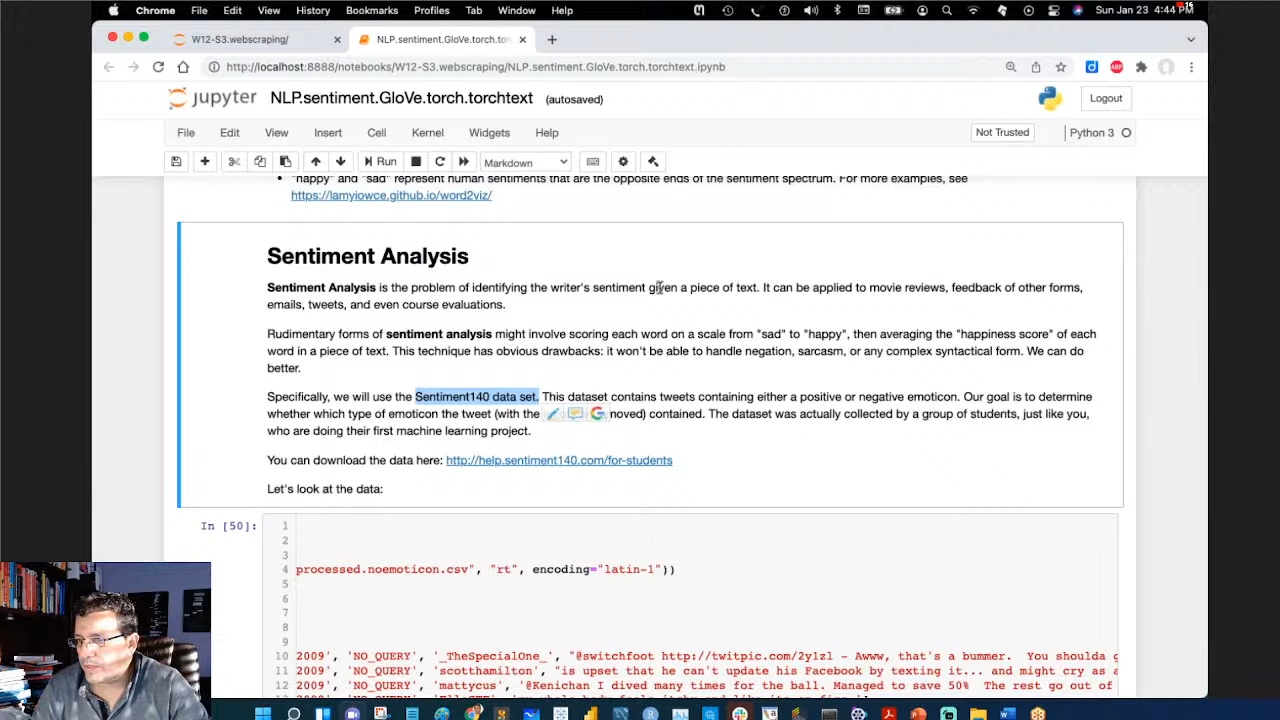 Chrome File Edit View History Bookmarks Profiles Tab Window Help Sun Jan 23 4:44 PM
W12-S3.webscraping/ NLP.sentiment.GloVe.torch.tor
http://localhost:8888/notebooks/W12-S3.webscraping/NLP.sentiment.GloVe.torch.torchtext.ipynb
jupyter NLP.sentiment.GloVe.torch.torchtext (autosaved) Logout
File Edit View Insert Cell Kernel Widgets Help Not Trusted Python 3
Run Markdown
"happy" and "sad" represent human sentiments that are the opposite ends of the sentiment spectrum. For more examples, see
https://lamyiowce.github.io/word2viz/
Sentiment Analysis
Sentiment Analysis is the problem of identifying the writer's sentiment given a piece of text. It can be applied to movie reviews, feedback of other forms,
emails, tweets, and even course evaluations.
Rudimentary forms of sentiment analysis might involve scoring each word on a scale from "sad" to "happy", then averaging the "happiness score" of each
word in a piece of text. This technique has obvious drawbacks: it won't be able to handle negation, sarcasm, or any complex syntactical form. We can do
better.
Specifically, we will use the Sentiment140 data set. This dataset contains tweets containing either a positive or negative emoticon. Our goal is to determine
whether which type of emoticon the tweet (with the moved) contained. The dataset was actually collected by a group of students, just like you,
who are doing their first machine learning project.
You can download the data here: http://help.sentiment140.com/for-students
Let's look at the data:
In [50]: 1
2
3
4 processed.noemoticon.csv", "rt", encoding="latin-1"))
5
6
7
8
9
10 2009', 'NO_QUERY', '_TheSpecialOne_', "@switchfoot http://twitpic.com/2y1zl - Awww, that's a bummer. You shoulda g
11 2009', 'NO_QUERY', 'scotthamilton', "is upset that he can't update his Facebook by texting it... and might cry as a
12 2009', 'NO_QUERY', 'mattycus', '@Kenichan I dived many times for the ball. Managed to save 50% The rest go out of